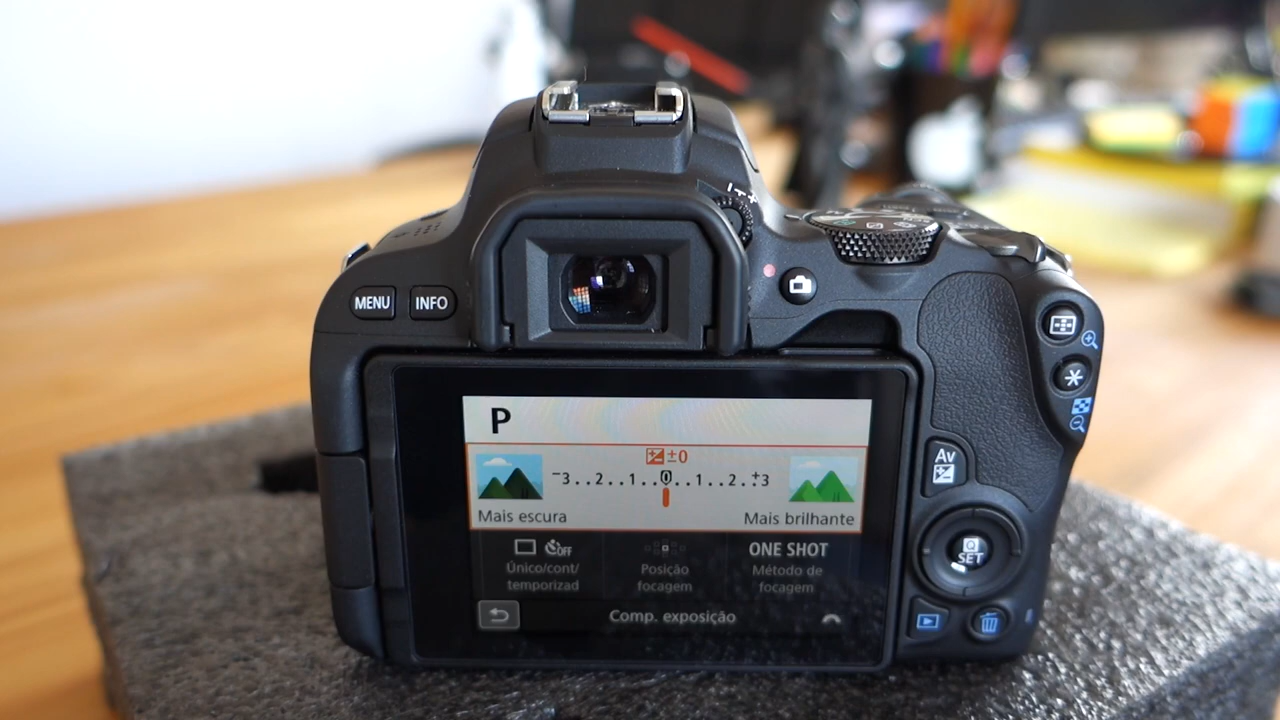 MENU
INFO
P
±0
-3..2..1..0..1..2..+3
Mais escura
Mais brilhante
OFF
ONE SHOT
Único/cont/
temporizad
Posição
focagem
Método de
focagem
Comp. exposição
Av
Q
SET